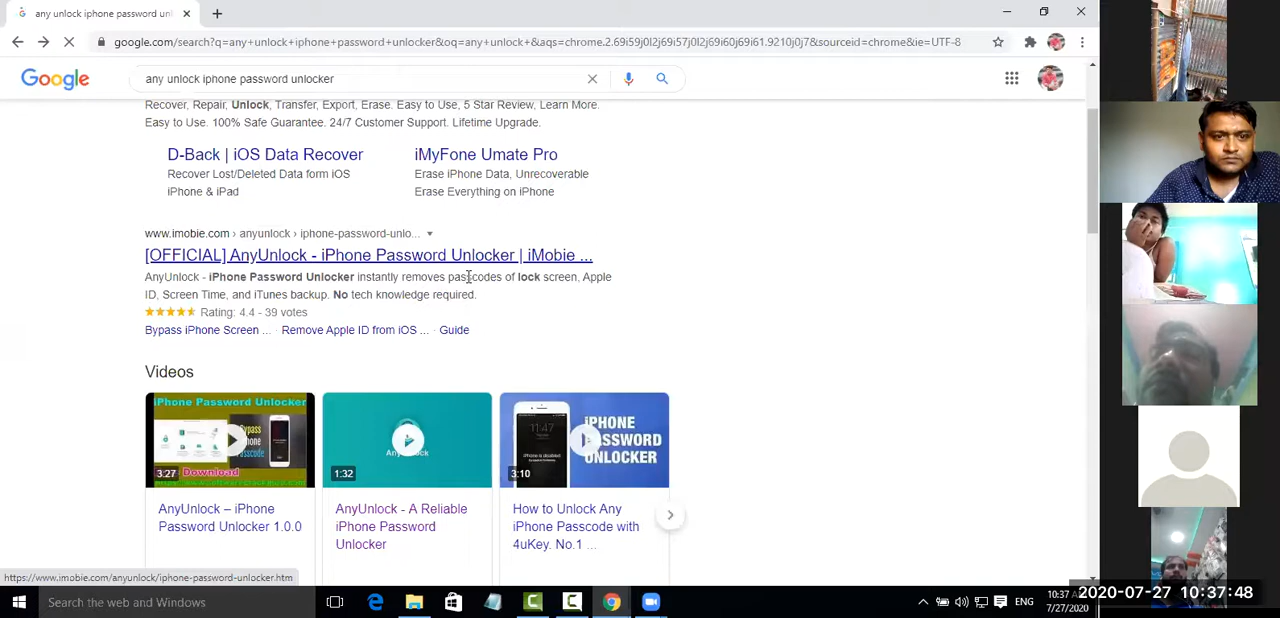 any unlock iphone password unl
google.com/search?q=any+unlock+iphone+password+unlocker&oq=any+unlock+&aqs=chrome.2.69i59j0l2j69i57j0l2j69i60j69i61.9210j0j7&sourceid=chrome&ie=UTF-8
Google
any unlock iphone password unlocker
Recover, Repair, Unlock, Transfer, Export, Erase. Easy to Use, 5 Star Review, Learn More.
Easy to Use. 100% Safe Guarantee. 24/7 Customer Support. Lifetime Upgrade.
D-Back | iOS Data Recover
Recover Lost/Deleted Data form iOS
iPhone & iPad
iMyFone Umate Pro
Erase iPhone Data, Unrecoverable
Erase Everything on iPhone
www.imobie.com › anyunlock › iphone-password-unlo...
[OFFICIAL] AnyUnlock - iPhone Password Unlocker | iMobie ...
AnyUnlock - iPhone Password Unlocker instantly removes passcodes of lock screen, Apple
ID, Screen Time, and iTunes backup. No tech knowledge required.
Rating: 4.4 - 39 votes
Bypass iPhone Screen ... · Remove Apple ID from iOS ... · Guide
Videos
iPhone Password Unlocker
Bypass
Phone
Passcode
Download
3:27
AnyUnlock – iPhone
Password Unlocker 1.0.0
1:32
AnyUnlock - A Reliable
iPhone Password
Unlocker
11:47
iPhone is disabled
IPHONE
PASSWORD
UNLOCKER
3:10
How to Unlock Any
iPhone Passcode with
4uKey. No.1 ...
https://www.imobie.com/anyunlock/iphone-password-unlocker.htm
Search the web and Windows
ENG
10:37
7/27/2020
2020-07-27 10:37:48